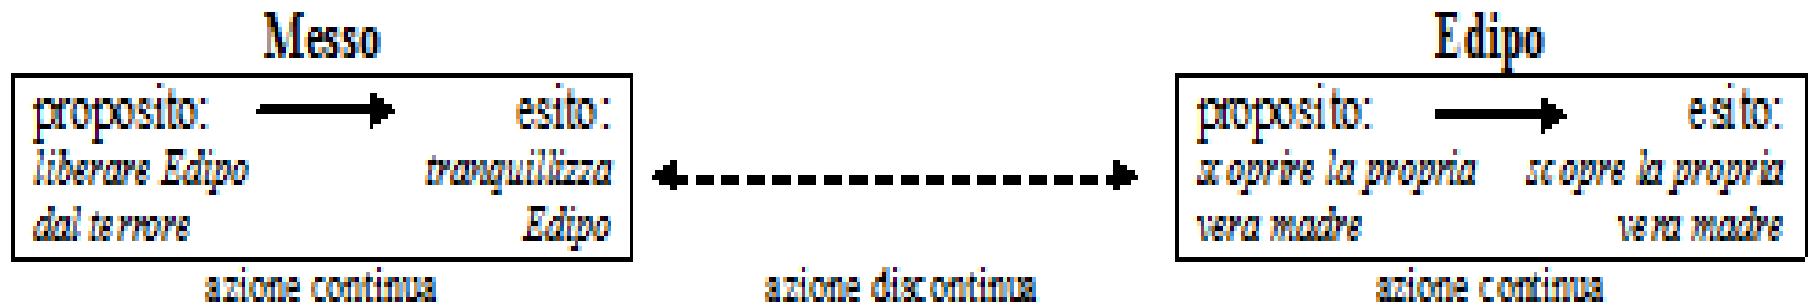 Messo
proposito: esito:
liberare Edipo tranquillizza
dal terrore Edipo
azione continua
azione discontinua
Edipo
proposito: esito:
scoprire la propria scopre la propria
vera madre vera madre
azione continua